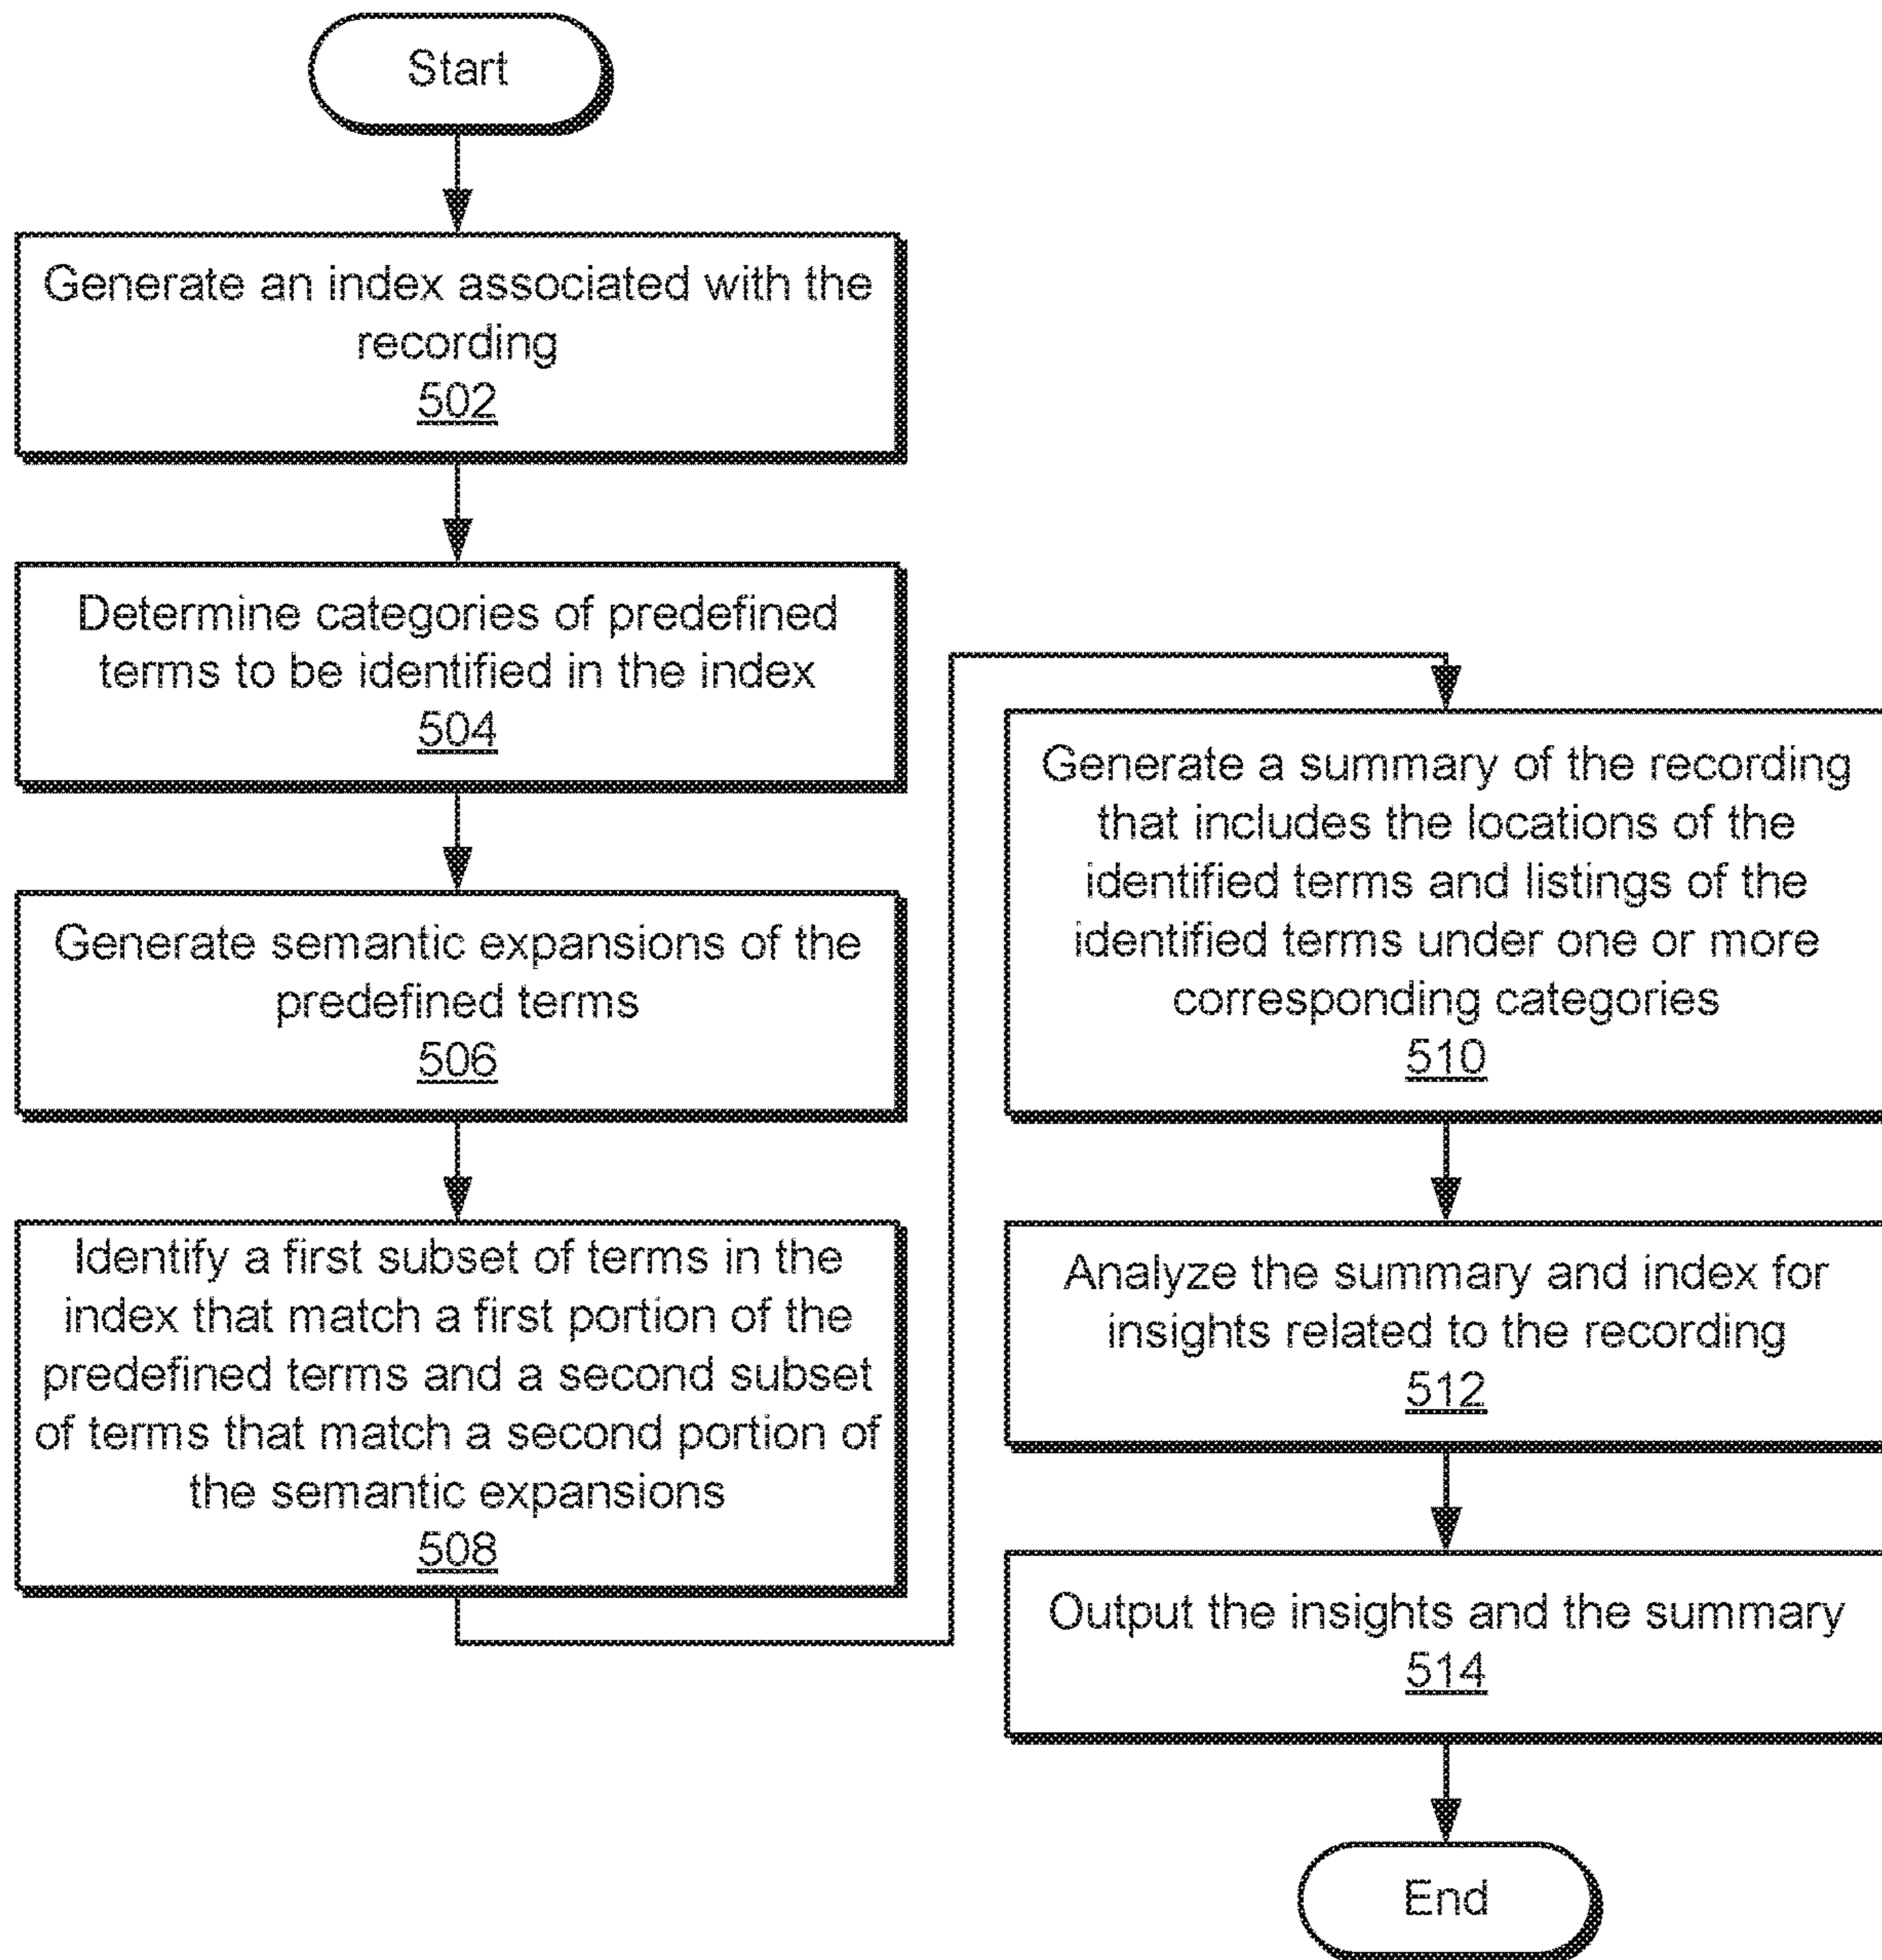 Start
Generate an index associated with the
recording
502
Determine categories of predefined
terms to be identified in the index
504
Generate semantic expansions of the
predefined terms
506
Identify a first subset of terms in the
index that match a first portion of the
predefined terms and a second subset
of terms that match a second portion of
the semantic expansions
508
Generate a summary of the recording
that includes the locations of the
identified terms and listings of the
identified terms under one or more
corresponding categories
510
Analyze the summary and index for
insights related to the recording
512
Output the insights and the summary
514
End